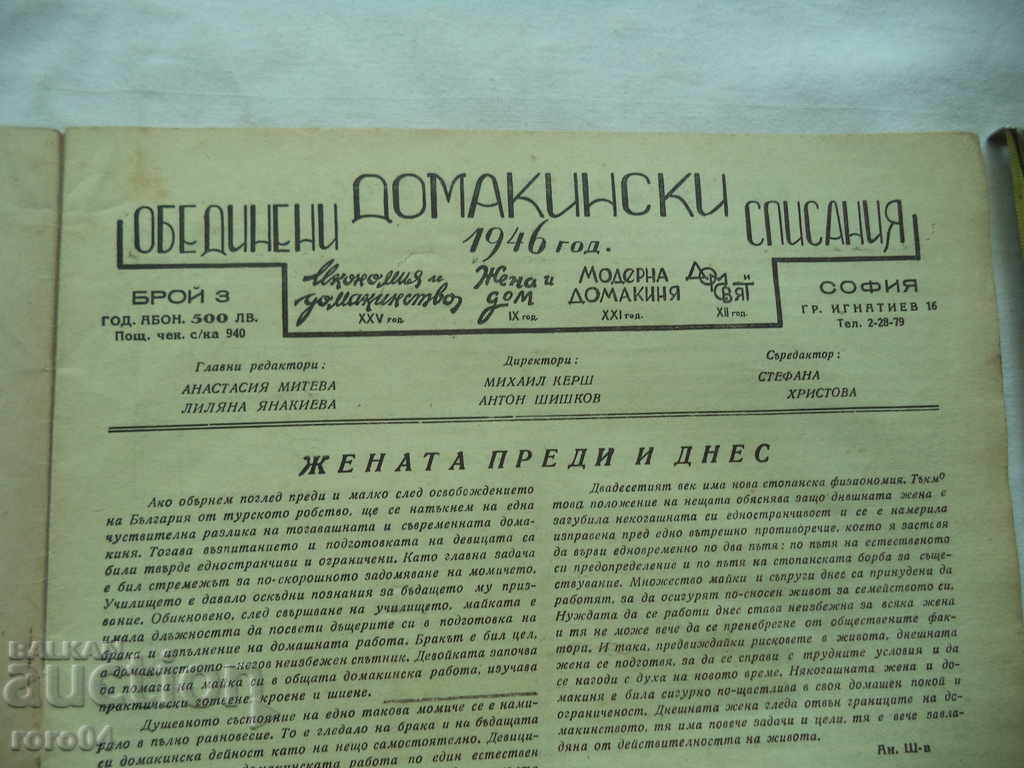 ОБЕДИНЕНИ ДОМАКИНСКИ СПИСАНИЯ
1946 год.
Икономия и домакинство
XXV год.
Жена и дом
IX год.
МОДЕРНА ДОМАКИНЯ
XXI год.
ДОМ И СВЯТ
XII год.
БРОЙ 3
ГОД. АБОН. 500 ЛВ.
Пощ. чек. с/ка 940
СОФИЯ
ГР. ИГНАТИЕВ 16
Тел. 2-28-79
Главни редактори:
АНАСТАСИЯ МИТЕВА
ЛИЛЯНА ЯНАКИЕВА
Директори:
МИХАИЛ КЕРШ
АНТОН ШИШКОВ
Съредактор:
СТЕФАНА
ХРИСТОВА
ЖЕНАТА ПРЕДИ И ДНЕС
Ако обърнем поглед преди и малко след освобождението
на България от турското робство, ще се натъкнем на една
чувствителна разлика на тогавашната и съвременната дома-
киня. Тогава възпитанието и подготовката на девицата са
били твърде едностранчиви и ограничени. Като главна задача
е бил стремежът за по-скорошното задомяване на момичето.
Училището е давало оскъдни познания за бъдещето му приз-
вание. Обикновено, след свършване на училището, майката е
имала длъжността да посвети дъщерите си в подготовка на
брака и изпълнение на домашната работа. Бракът е бил цел,
а домакинството—негов неизбежен спътник. Девойката започва
да помага на майка си в общата домакинска работа, изучава
практически готвене, кроене и шиене.
Душевното състояние на едно такова момиче се е нами-
рало в пълно равновесие. То е гледало на брака и на бъдещата
си домакинска дейност като на нещо самостоятелно. Девици-
домакинската работа по един естествен
Двадесетият век има нова стопанска физиономия. Тъкмо
това положение на нещата обяснява защо днешната жена е
загубила некогашната си едностранчивост и се е намерила
изправена пред едно вътрешно противоречие, което я заставя
да върви едновременно по два пътя: по пътя на естественото
си предопределение и по пътя на стопанската борба за съще-
ствуване. Множество майки и съпруги днес са принудени да
работят, за да осигурят по-сносен живот за семейството си.
Нуждата да се работи днес става неизбежна за всяка жена
и тя не може вече да се пренебрегне от обществените фак-
тори. И така, предвиждайки рисковете в живота, днешната
жена се подготвя, за да се справи с трудните условия и да
се нагоди с духа на новото време. Някогашната жена и до-
макиня е била сигурно по-щастлива в своя домашен покой и
ограниченост. Днешната жена гледа отвън границите на до-
макинството, тя има повече задачи и цели, тя е вече завла-
дяна от действителността на живота.
Ан. Ш-в
BALKAN
auction
roro04